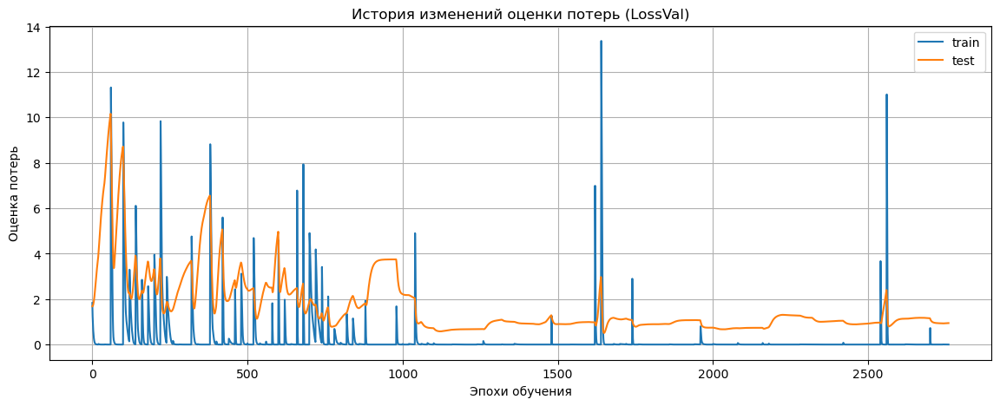 История изменений оценки потерь (LossVal)
train
test
Оценка потерь
14
12
10
8
6
4
2
0
0 500 1000 1500 2000 2500
Эпохи обучения